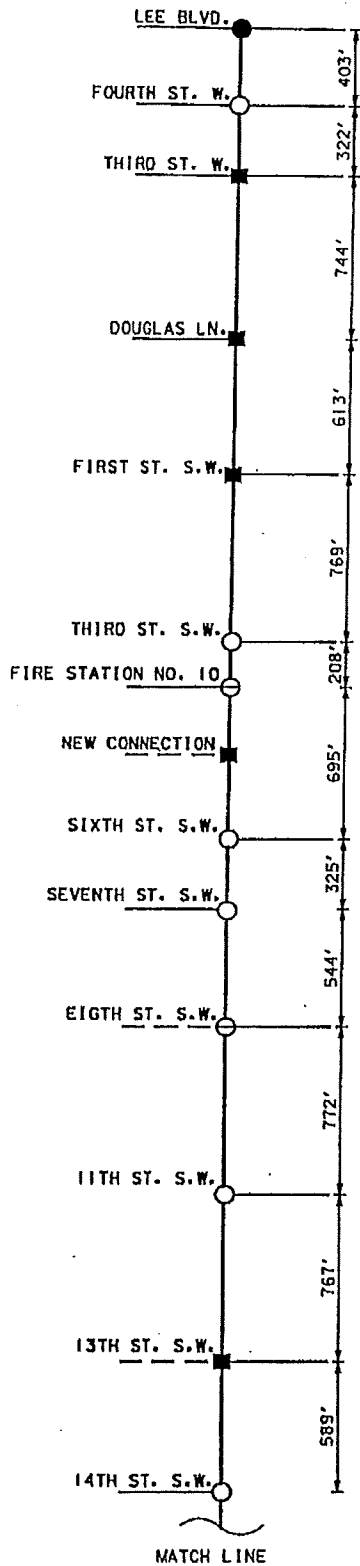 LEE BLVD.
403'
FOURTH ST. W.
322'
THIRD ST. W.
744'
DOUGLAS LN.
613'
FIRST ST. S.W.
769'
THIRD ST. S.W.
208'
FIRE STATION NO. 10
695'
NEW CONNECTION
SIXTH ST. S.W.
325'
SEVENTH ST. S.W.
544'
EIGTH ST. S.W.
772'
11TH ST. S.W.
767'
13TH ST. S.W.
589'
14TH ST. S.W.
MATCH LINE